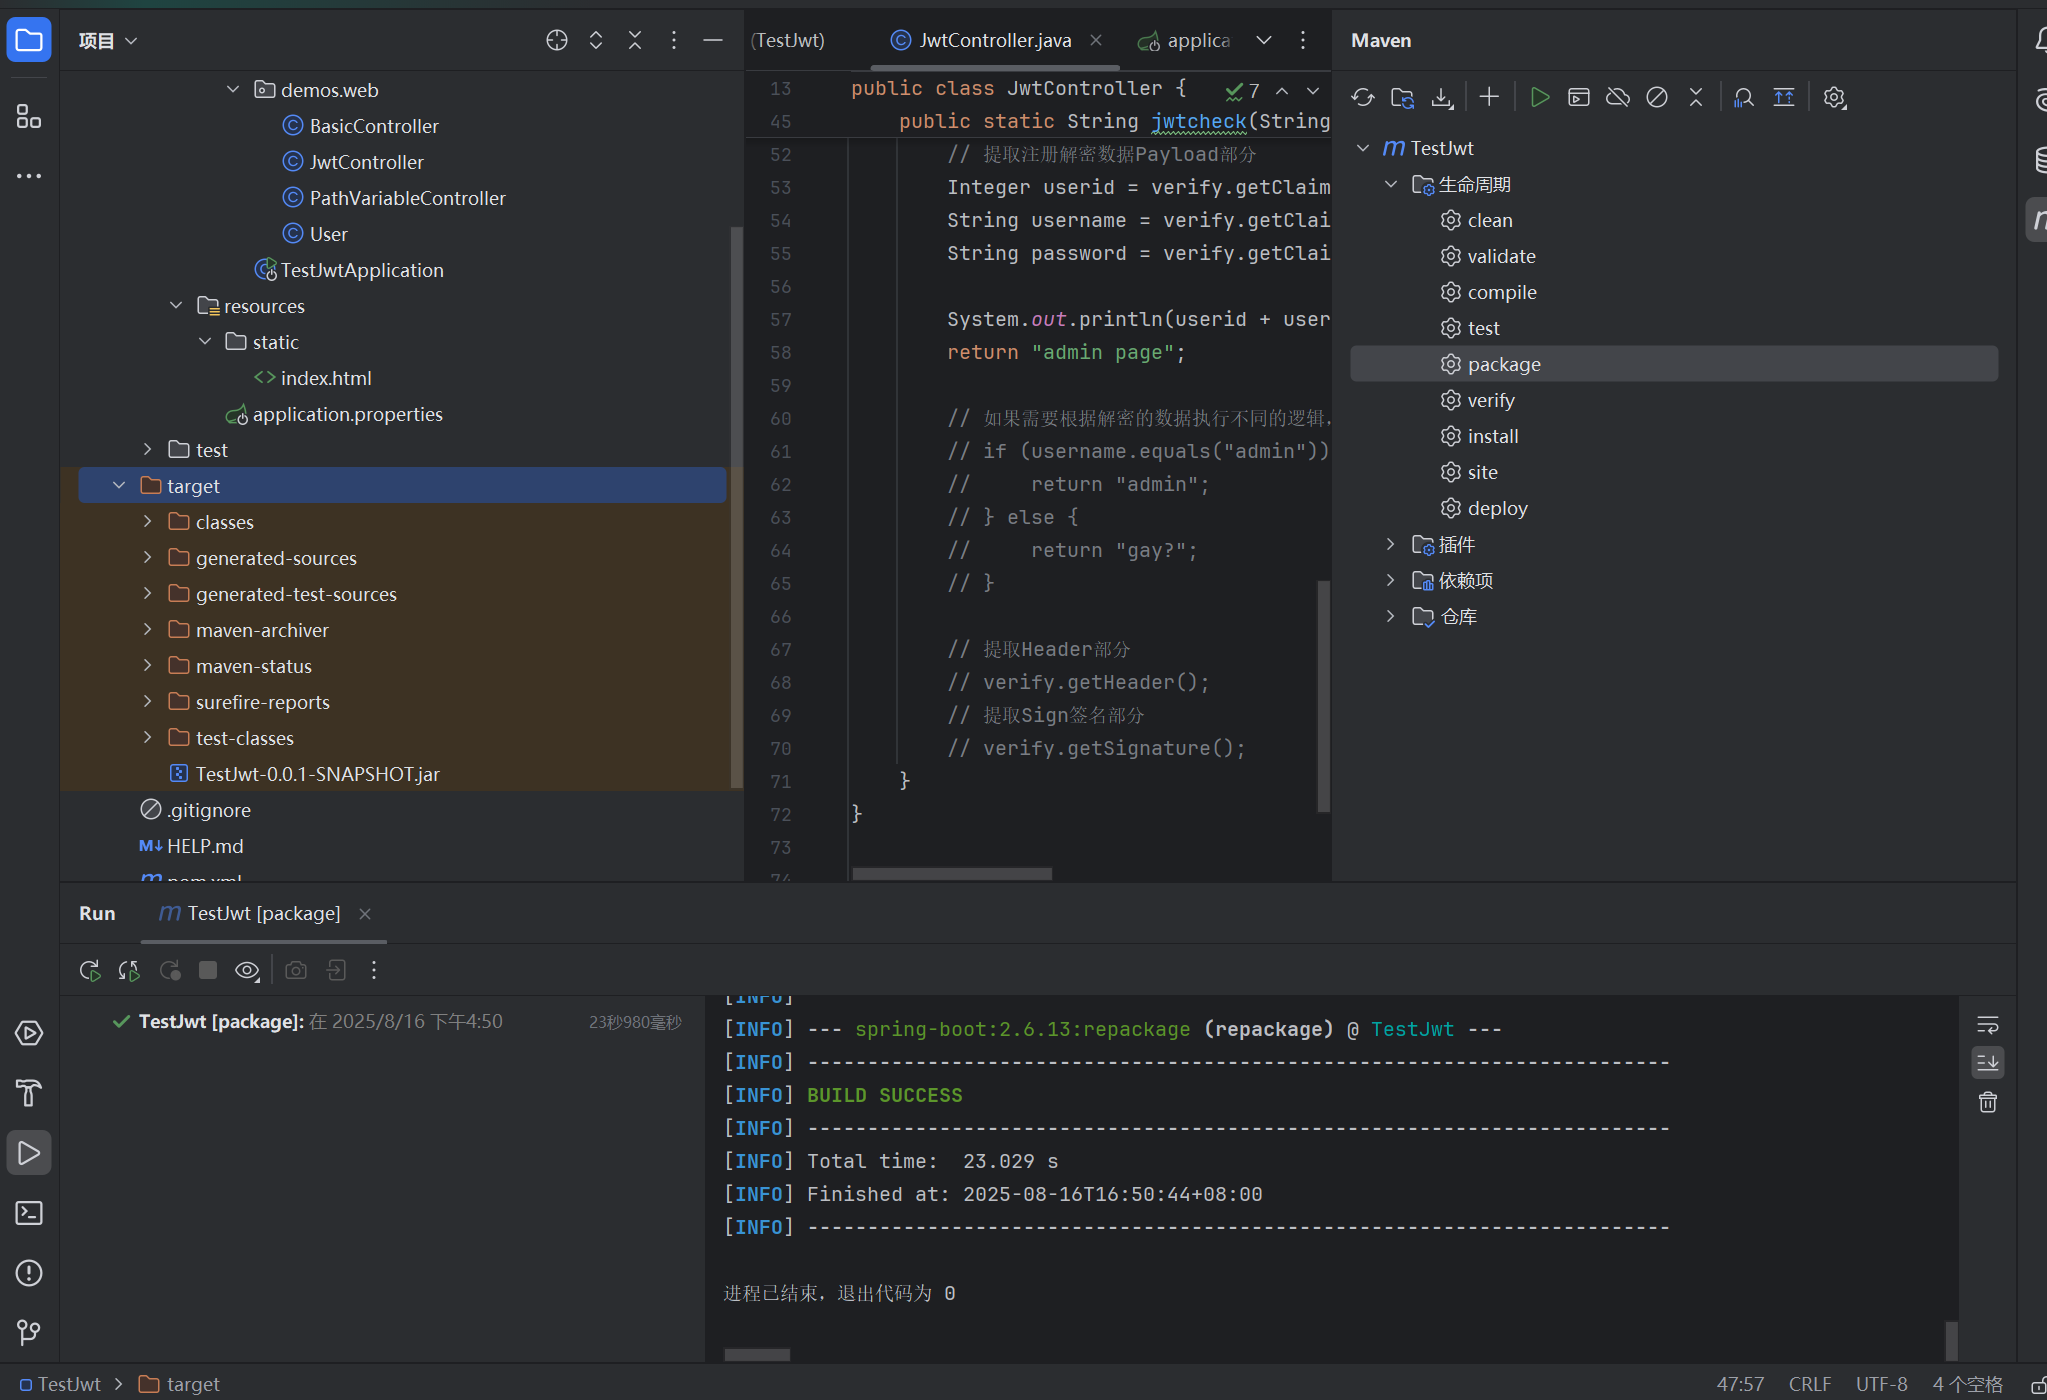 项目
demos.web
BasicController
JwtController
PathVariableController
User
TestJwtApplication
resources
static
index.html
application.properties
test
target
classes
generated-sources
generated-test-sources
maven-archiver
maven-status
surefire-reports
test-classes
TestJwt-0.0.1-SNAPSHOT.jar
.gitignore
M↓ HELP.md
(TestJwt)
JwtController.java
applica
13 public class JwtController { 7
45 public static String jwtcheck(String
52 // 提取注册解密数据Payload部分
53 Integer userid = verify.getClaim
54 String username = verify.getClai
55 String password = verify.getClai
56
57 System.out.println(userid + user
58 return "admin page";
59
60 // 如果需要根据解密的数据执行不同的逻辑,
61 // if (username.equals("admin"))
62 // return "admin";
63 // } else {
64 // return "gay?";
65 // }
66
67 // 提取Header部分
68 // verify.getHeader();
69 // 提取Sign签名部分
70 // verify.getSignature();
71 }
72 }
73
Maven
TestJwt
生命周期
clean
validate
compile
test
package
verify
install
site
deploy
插件
依赖项
仓库
Run
TestJwt [package]
TestJwt [package]: 在 2025/8/16 下午4:50 23秒980毫秒
[INFO]
[INFO] --- spring-boot:2.6.13:repackage (repackage) @ TestJwt ---
[INFO] ------------------------------------------------------------------------
[INFO] BUILD SUCCESS
[INFO] ------------------------------------------------------------------------
[INFO] Total time:  23.029 s
[INFO] Finished at: 2025-08-16T16:50:44+08:00
[INFO] ------------------------------------------------------------------------
进程已结束，退出代码为 0
TestJwt > target
47:57 CRLF UTF-8 4 个空格